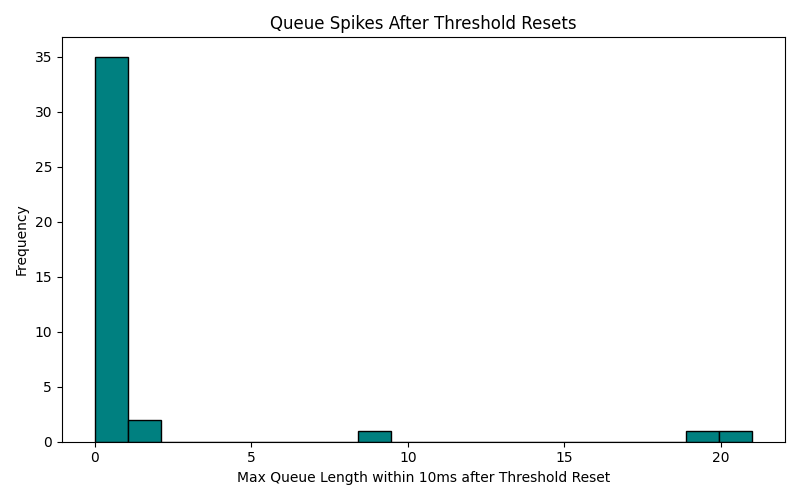 Queue Spikes After Threshold Resets
Frequency
35
30
25
20
15
10
5
0
0 5 10 15 20
Max Queue Length within 10ms after Threshold Reset